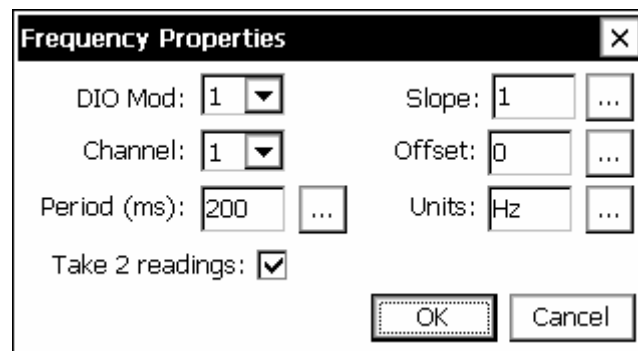 Frequency Properties
DIO Mod: 1 Slope: 1 ...
Channel: 1 Offset: 0 ...
Period (ms): 200 ... Units: Hz ...
Take 2 readings:
OK Cancel